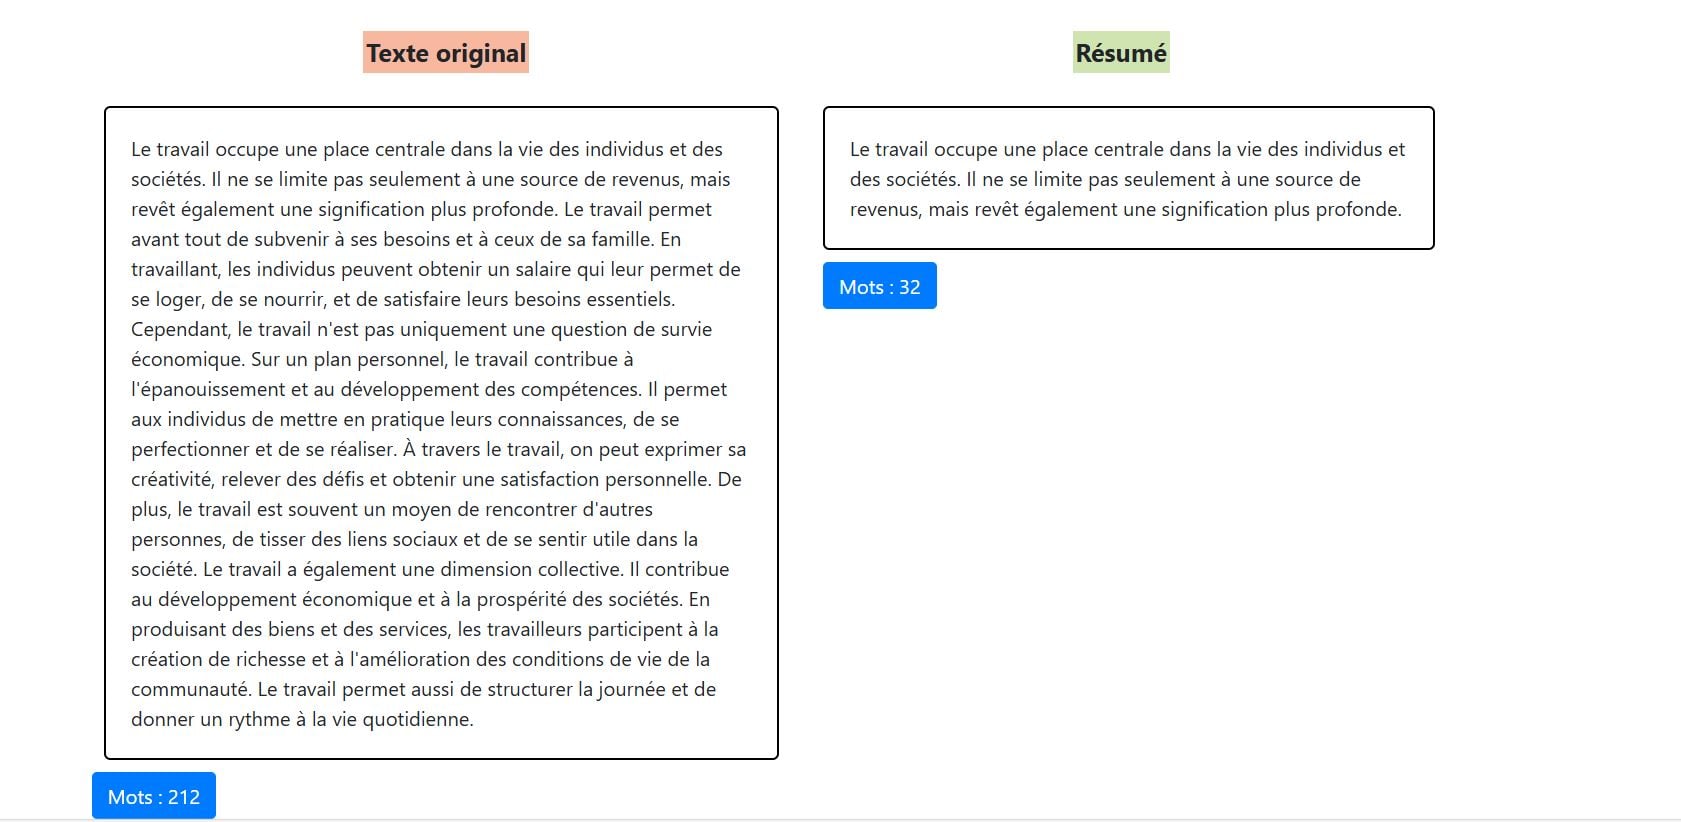 Texte original
Le travail occupe une place centrale dans la vie des individus et des
sociétés. Il ne se limite pas seulement à une source de revenus, mais
revêt également une signification plus profonde. Le travail permet
avant tout de subvenir à ses besoins et à ceux de sa famille. En
travaillant, les individus peuvent obtenir un salaire qui leur permet de
se loger, de se nourrir, et de satisfaire leurs besoins essentiels.
Cependant, le travail n'est pas uniquement une question de survie
économique. Sur un plan personnel, le travail contribue à
l'épanouissement et au développement des compétences. Il permet
aux individus de mettre en pratique leurs connaissances, de se
perfectionner et de se réaliser. À travers le travail, on peut exprimer sa
créativité, relever des défis et obtenir une satisfaction personnelle. De
plus, le travail est souvent un moyen de rencontrer d'autres
personnes, de tisser des liens sociaux et de se sentir utile dans la
société. Le travail a également une dimension collective. Il contribue
au développement économique et à la prospérité des sociétés. En
produisant des biens et des services, les travailleurs participent à la
création de richesse et à l'amélioration des conditions de vie de la
communauté. Le travail permet aussi de structurer la journée et de
donner un rythme à la vie quotidienne.
Mots : 212
Résumé
Le travail occupe une place centrale dans la vie des individus et
des sociétés. Il ne se limite pas seulement à une source de
revenus, mais revêt également une signification plus profonde.
Mots : 32